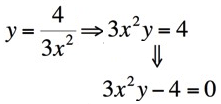 y = 4/(3x²) ⇒ 3x²y = 4
⇓
3x²y − 4 = 0